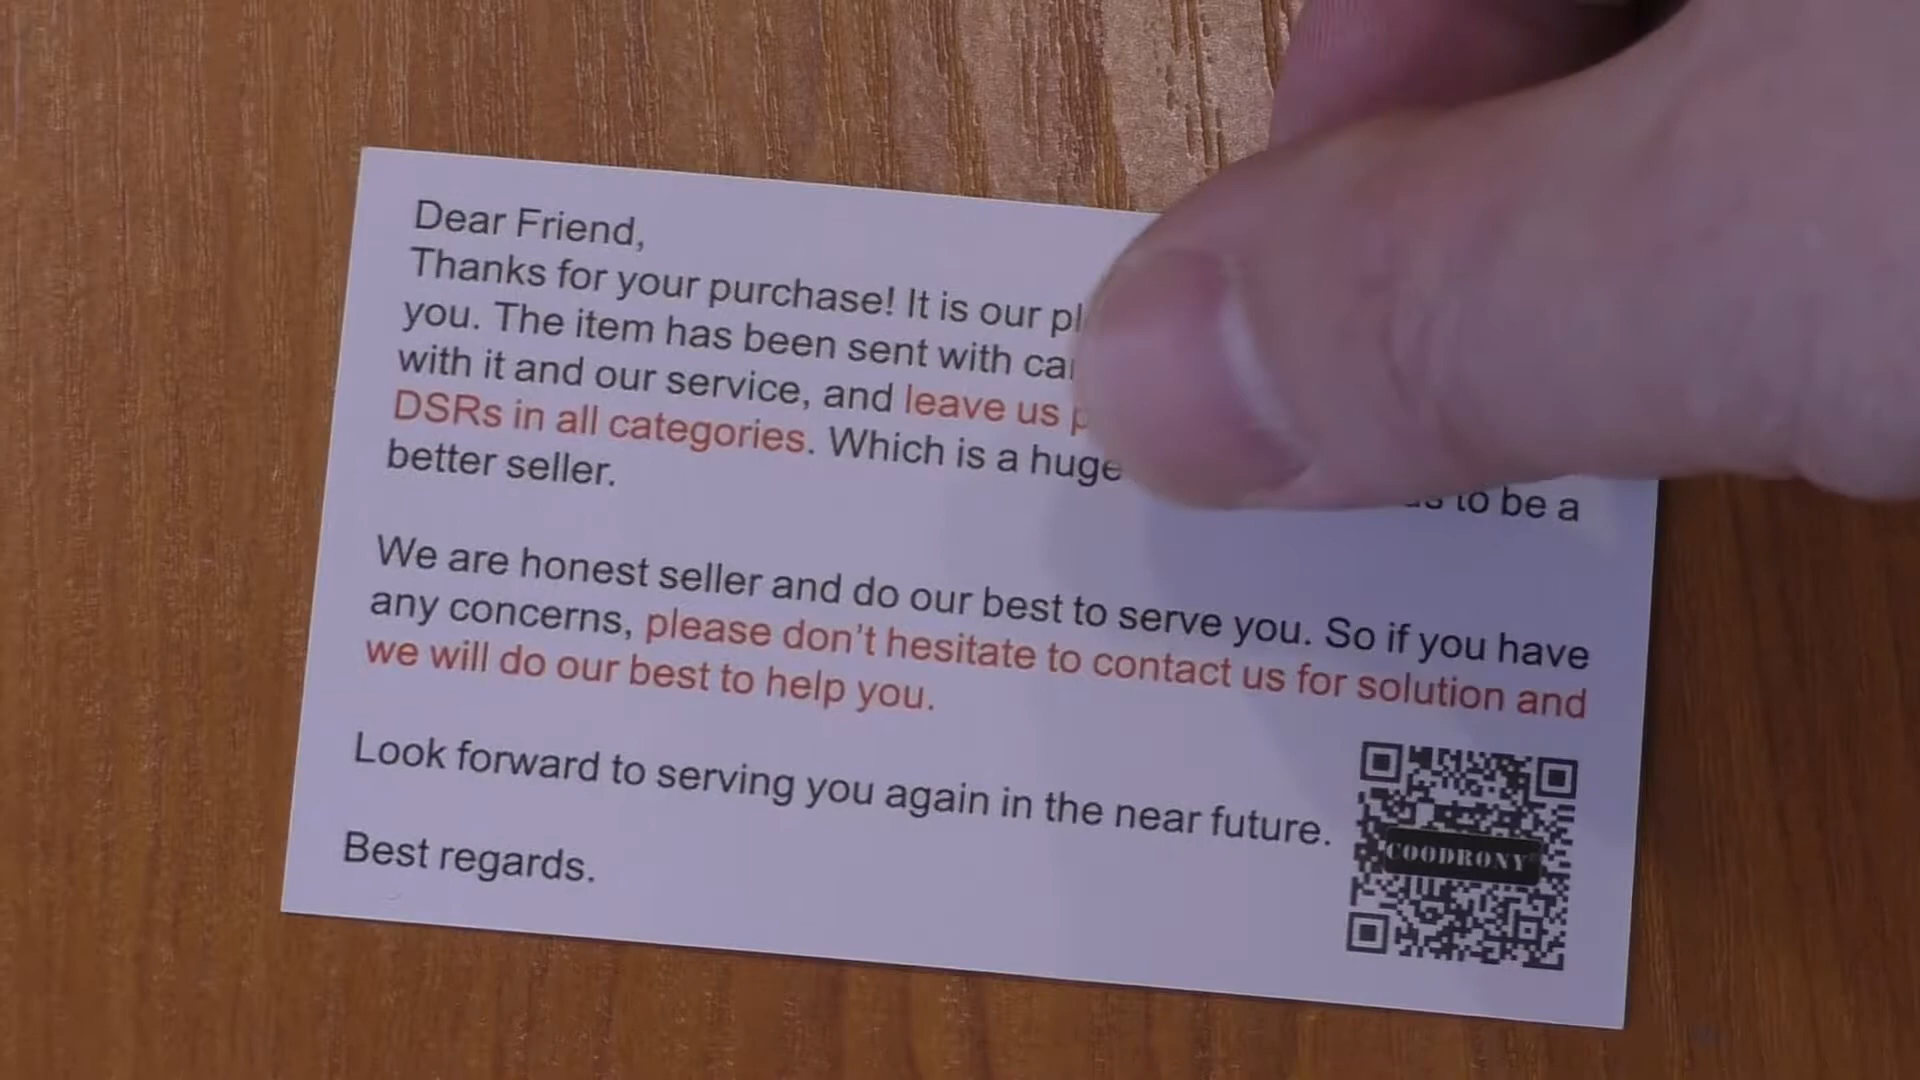 Dear Friend,
Thanks for your purchase! It is our
you. The item has been sent with
with it and our service, and leave us
DSRs in all categories. Which is a huge to be a
better seller.
We are honest seller and do our best to serve you. So if you have
any concerns, please don't hesitate to contact us for solution and
we will do our best to help you.
Look forward to serving you again in the near future.
COODRONY
Best regards.